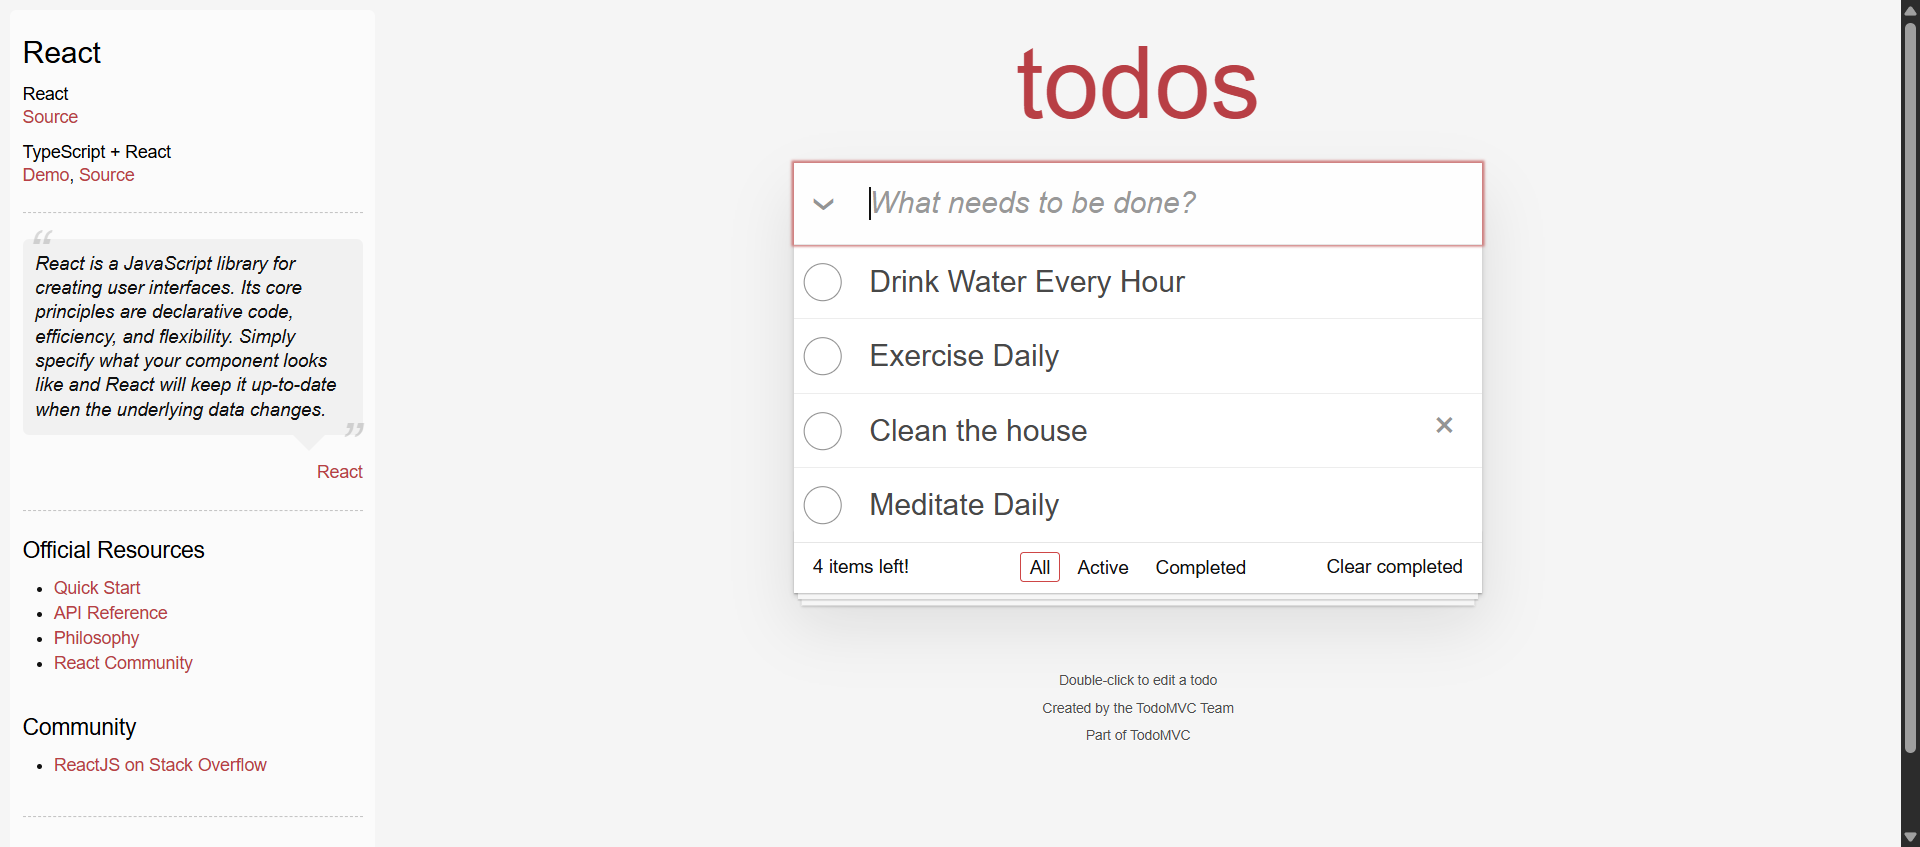 React
React
Source
TypeScript + React
Demo, Source
“
React is a JavaScript library for
creating user interfaces. Its core
principles are declarative code,
efficiency, and flexibility. Simply
specify what your component looks
like and React will keep it up-to-date
when the underlying data changes.
”
React
Official Resources
• Quick Start
• API Reference
• Philosophy
• React Community
Community
• ReactJS on Stack Overflow
todos
What needs to be done?
Drink Water Every Hour
Exercise Daily
Clean the house ×
Meditate Daily
4 items left! All Active Completed Clear completed
Double-click to edit a todo
Created by the TodoMVC Team
Part of TodoMVC